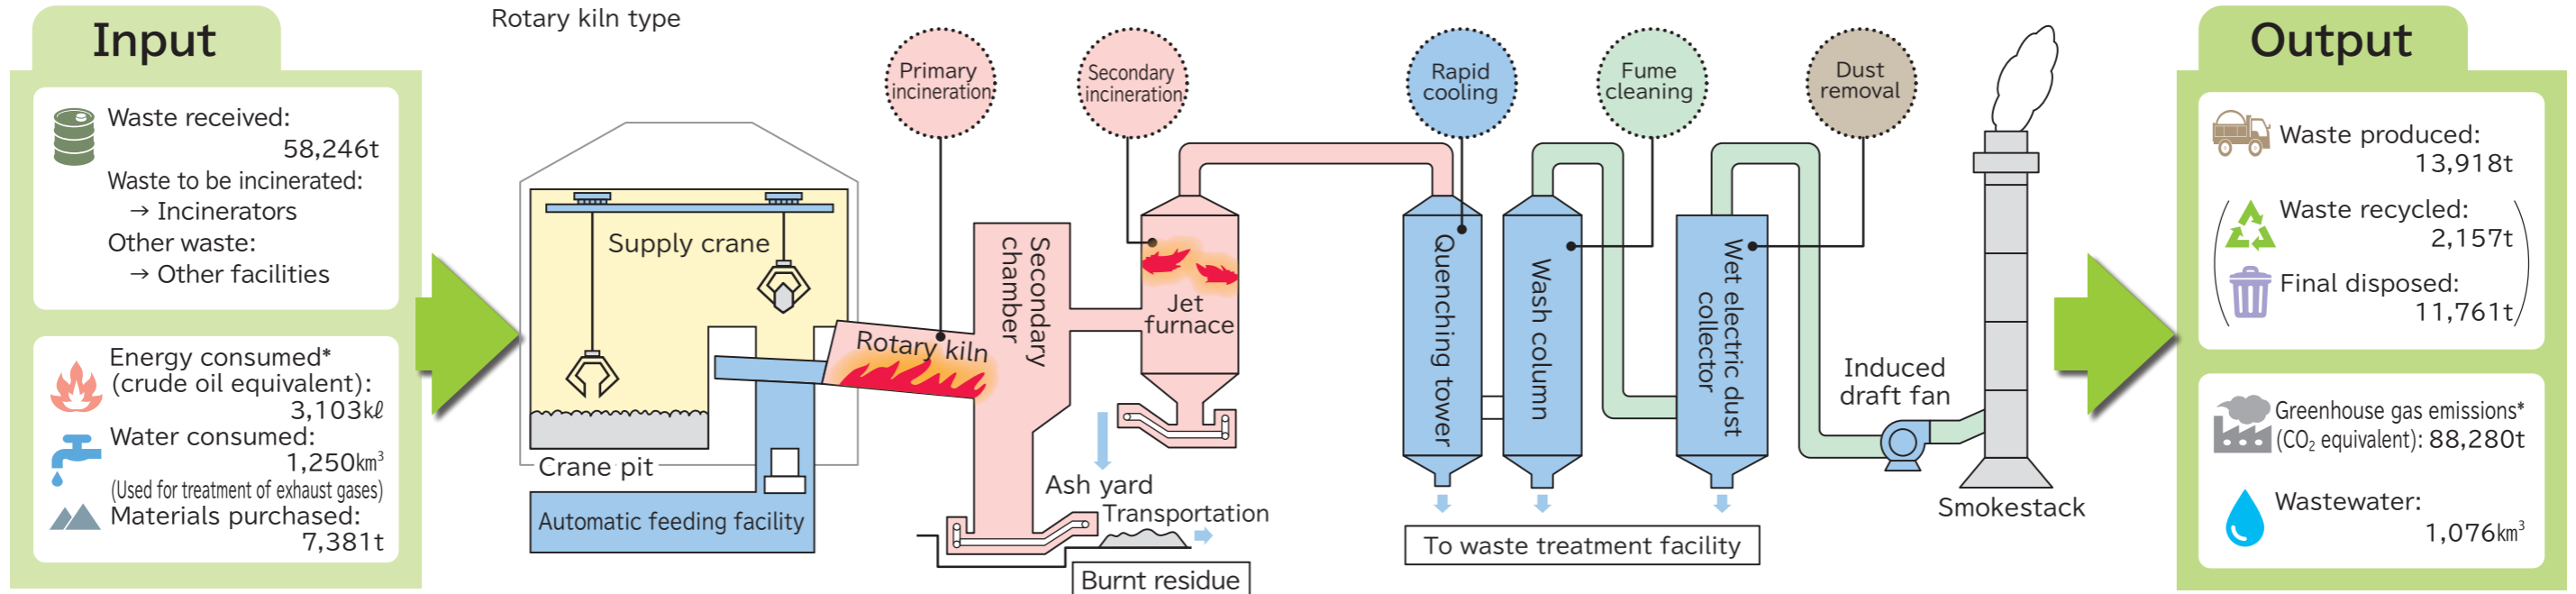 Input
Waste received:
58,246t
Waste to be incinerated:
→ Incinerators
Other waste:
→ Other facilities
Energy consumed*
(crude oil equivalent):
3,103kℓ
Water consumed:
1,250km³
(Used for treatment of exhaust gases)
Materials purchased:
7,381t
Rotary kiln type
Primary
incineration
Secondary
incineration
Rapid
cooling
Fume
cleaning
Dust
removal
Supply crane
Crane pit
Automatic feeding facility
Rotary kiln
Secondary
chamber
Jet
furnace
Ash yard
Transportation
Burnt residue
Quenching tower
Wash column
Wet electric dust
collector
To waste treatment facility
Induced
draft fan
Smokestack
Output
Waste produced:
13,918t
Waste recycled:
2,157t
Final disposed:
11,761t
Greenhouse gas emissions*
(CO₂ equivalent): 88,280t
Wastewater:
1,076km³